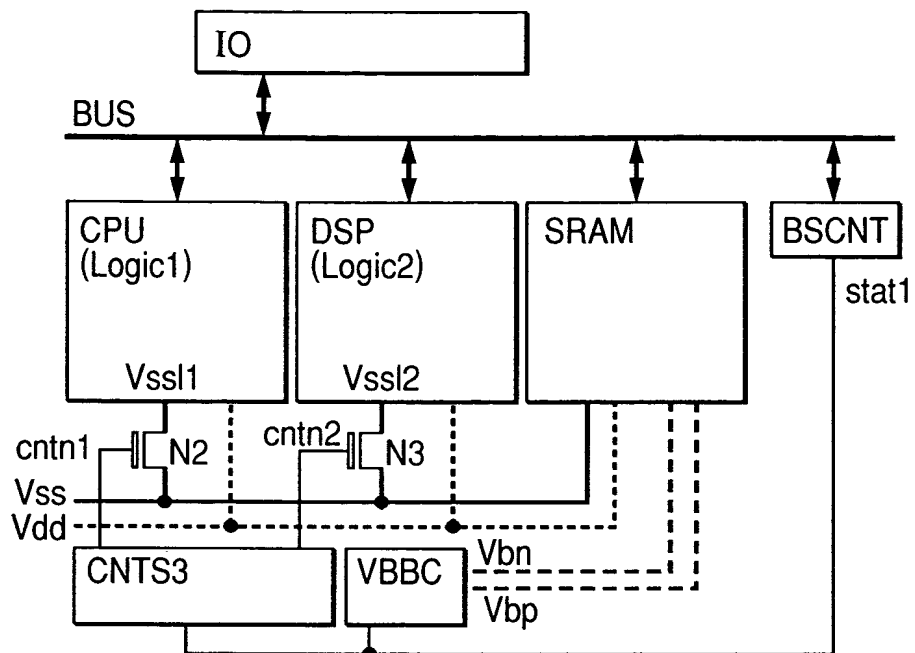 IO
BUS
CPU
(Logic1)
DSP
(Logic2)
SRAM
BSCNT
stat1
Vssl1
Vssl2
cntn1
N2
cntn2
N3
Vss
Vdd
CNTS3
VBBC
Vbn
Vbp